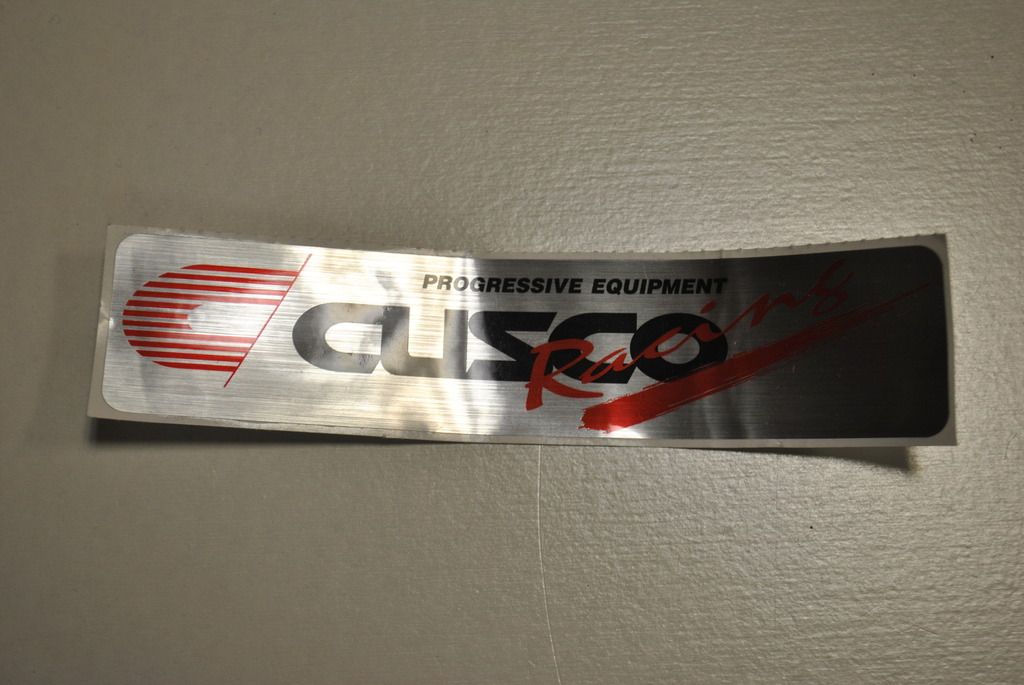 PROGRESSIVE EQUIPMENT
CUSCO
Racing